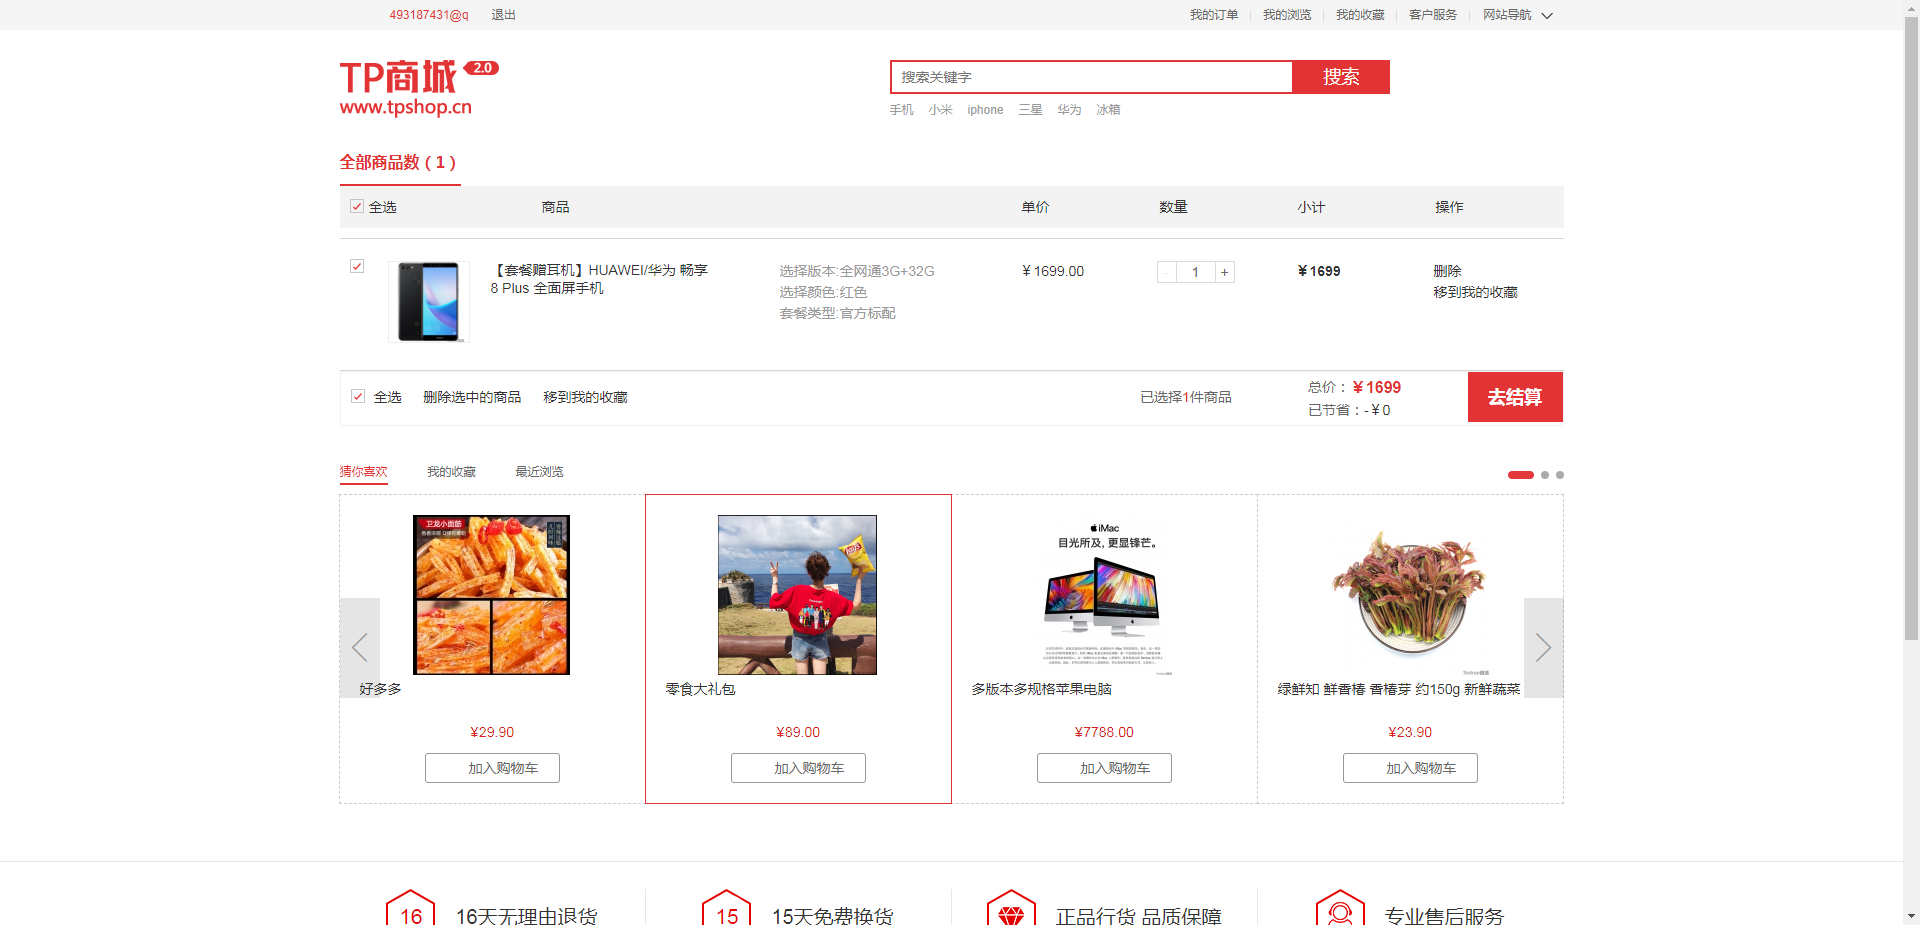 493187431@q 退出 我的订单 我的浏览 我的收藏 客户服务 网站导航
TP商城 2.0
www.tpshop.cn
搜索关键字 搜索
手机 小米 iphone 三星 华为 冰箱
全部商品数（1）
全选 商品 单价 数量 小计 操作
【套餐赠耳机】HUAWEI/华为 畅享 8 Plus 全面屏手机
选择版本:全网通3G+32G
选择颜色:红色
套餐类型:官方标配
¥ 1699.00
- 1 +
¥ 1699
删除
移到我的收藏
全选 删除选中的商品 移到我的收藏 已选择1件商品
总价：¥ 1699
已节省：-¥ 0
去结算
猜你喜欢 我的收藏 最近浏览
卫龙小面筋
iMac
目光所及，更显锋芒。
好多多 零食大礼包 多版本多规格苹果电脑 绿鲜知 鲜香椿 香椿芽 约150g 新鲜蔬菜
¥29.90 ¥89.00 ¥7788.00 ¥23.90
加入购物车 加入购物车 加入购物车 加入购物车
16 16天无理由退货 15 15天免费换货 正品行货 品质保障 专业售后服务